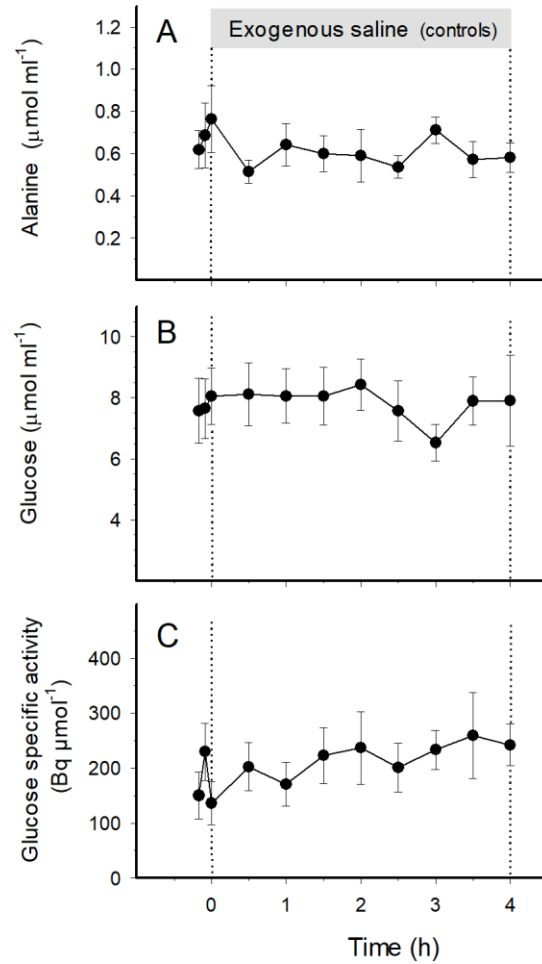 A
Exogenous saline (controls)
Alanine (μmol ml⁻¹)
1.2
1.0
0.8
0.6
0.4
0.2
B
Glucose (μmol ml⁻¹)
10
8
6
4
C
Glucose specific activity
(Bq μmol⁻¹)
400
300
200
100
0
0 1 2 3 4
Time (h)